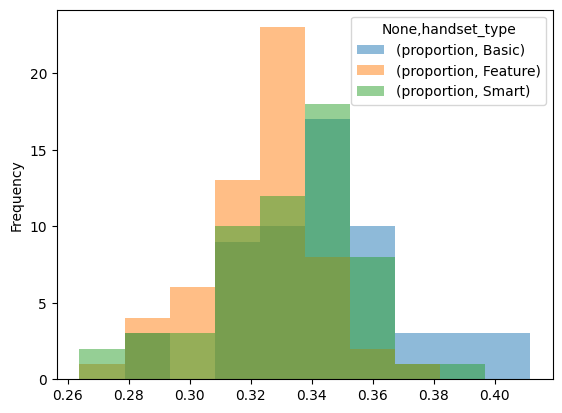 None,handset_type
(proportion, Basic)
(proportion, Feature)
(proportion, Smart)
Frequency
20
15
10
5
0
0.26 0.28 0.30 0.32 0.34 0.36 0.38 0.40